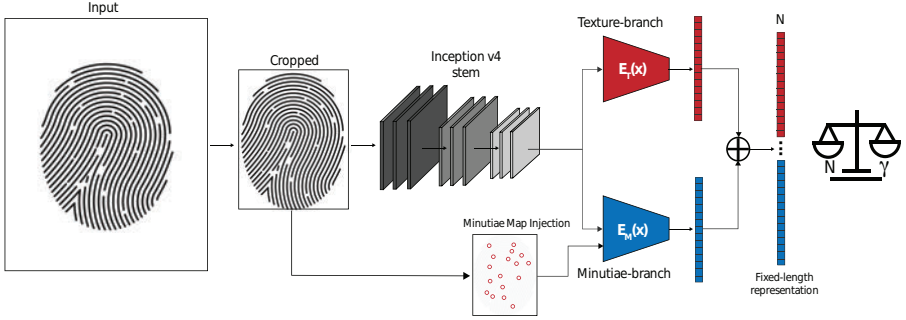 Input
Cropped
Inception v4
stem
Texture-branch
E_T(x)
N
Minutiae Map Injection
E_M(x)
Minutiae-branch
Fixed-length
representation
N γ